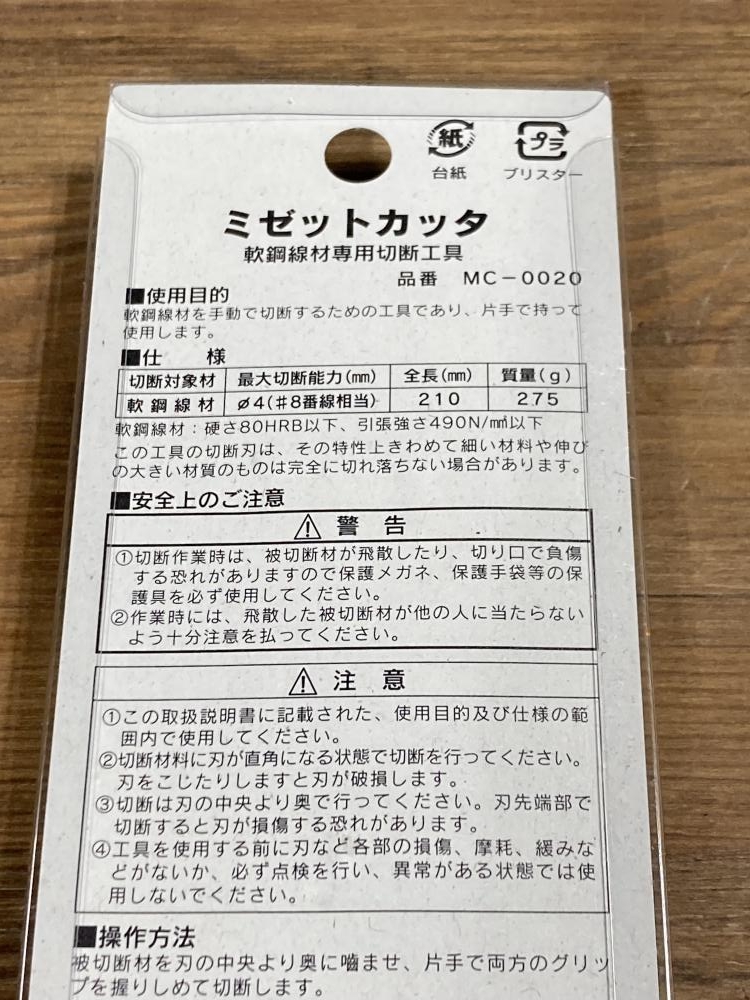 紙 プラ
台紙 ブリスター
ミゼットカッタ
軟鋼線材専用切断工具
品番 MC-0020
■使用目的
軟鋼線材を手動で切断するための工具であり、片手で持って
使用します。
■仕 様
切断対象材 最大切断能力(㎜) 全長(㎜) 質量(g)
軟鋼線材 ø4(#8番線相当) 210 275
軟鋼線材:硬さ80HRB以下、引張強さ490N/㎟以下
この工具の切断刃は、その特性上きわめて細い材料や伸び
の大きい材質のものは完全に切れ落ちない場合があります。
■安全上のご注意
⚠ 警 告
①切断作業時は、被切断材が飛散したり、切り口で負傷
する恐れがありますので保護メガネ、保護手袋等の保
護具を必ず使用してください。
②作業時には、飛散した被切断材が他の人に当たらない
よう十分注意を払ってください。
⚠ 注 意
①この取扱説明書に記載された、使用目的及び仕様の範
囲内で使用してください。
②切断材料に刃が直角になる状態で切断を行ってください。
刃をこじたりしますと刃が破損します。
③切断は刃の中央より奥で行ってください。刃先端部で
切断すると刃が損傷する恐れがあります。
④工具を使用する前に刃など各部の損傷、摩耗、緩みな
どがないか、必ず点検を行い、異常がある状態では使
用しないでください。
■操作方法
被切断材を刃の中央より奥に嚙ませ、片手で両方のグリッ
プを握りしめて切断します。